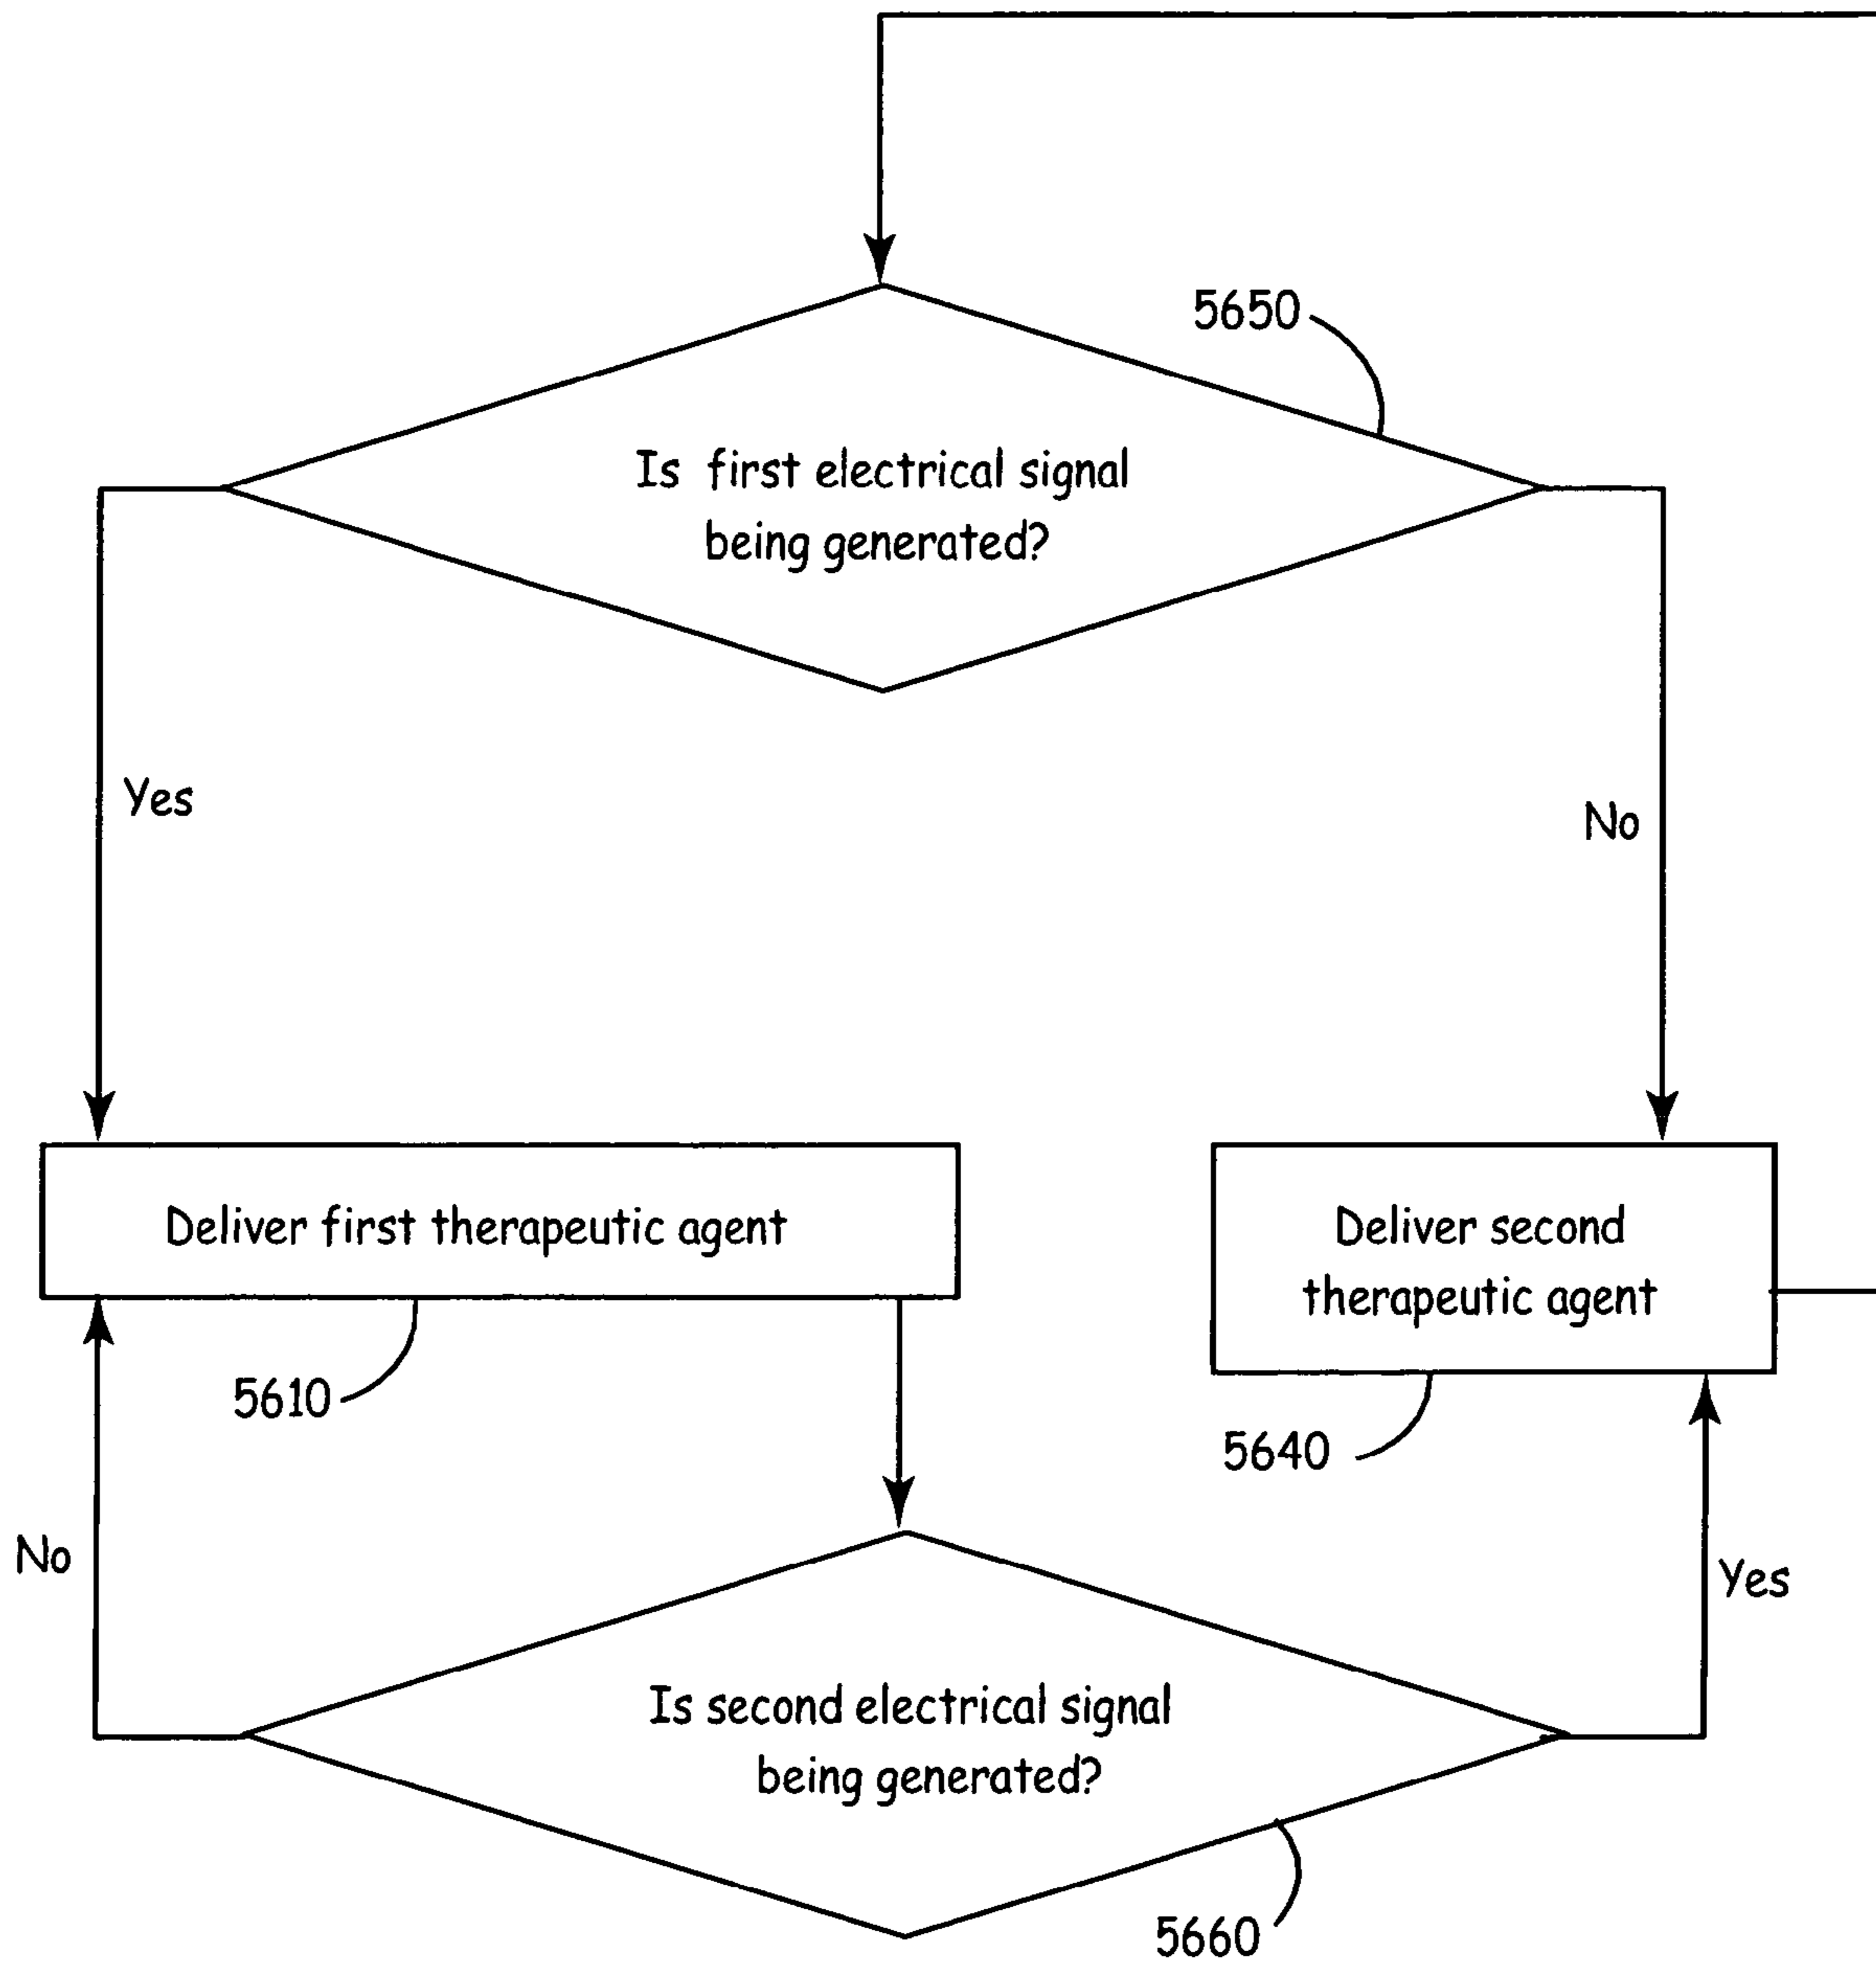 5650
Is first electrical signal
being generated?
Yes
No
Deliver first therapeutic agent
Deliver second
therapeutic agent
5610
5640
No
Yes
Is second electrical signal
being generated?
5660